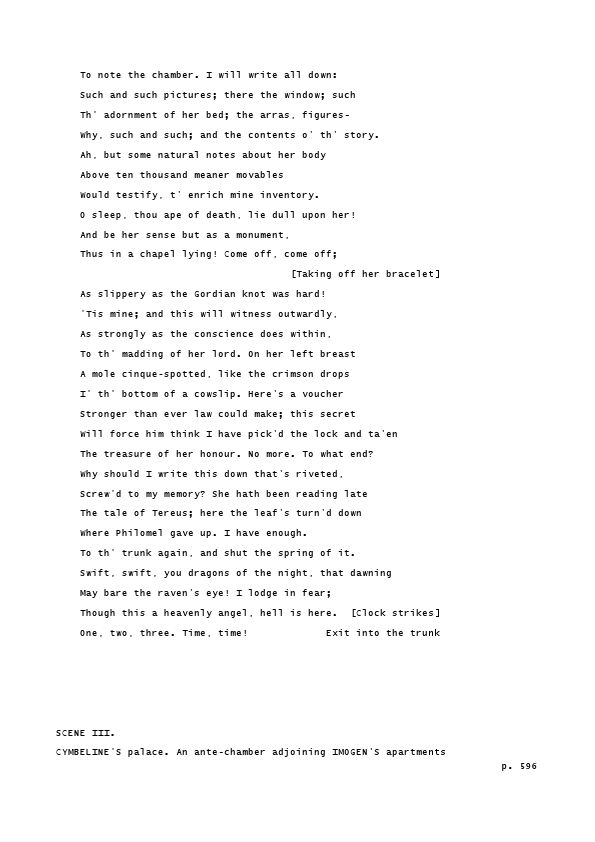 To note the chamber. I will write all down:
Such and such pictures; there the window; such
Th' adornment of her bed; the arras, figures-
Why, such and such; and the contents o' th' story.
Ah, but some natural notes about her body
Above ten thousand meaner movables
Would testify, t' enrich mine inventory.
O sleep, thou ape of death, lie dull upon her!
And be her sense but as a monument,
Thus in a chapel lying! Come off, come off;
[Taking off her bracelet]
As slippery as the Gordian knot was hard!
'Tis mine; and this will witness outwardly,
As strongly as the conscience does within,
To th' madding of her lord. On her left breast
A mole cinque-spotted, like the crimson drops
I' th' bottom of a cowslip. Here's a voucher
Stronger than ever law could make; this secret
Will force him think I have pick'd the lock and ta'en
The treasure of her honour. No more. To what end?
Why should I write this down that's riveted,
Screw'd to my memory? She hath been reading late
The tale of Tereus; here the leaf's turn'd down
Where Philomel gave up. I have enough.
To th' trunk again, and shut the spring of it.
Swift, swift, you dragons of the night, that dawning
May bare the raven's eye! I lodge in fear;
Though this a heavenly angel, hell is here. [Clock strikes]
One, two, three. Time, time! Exit into the trunk
SCENE III.
CYMBELINE'S palace. An ante-chamber adjoining IMOGEN'S apartments
p. 596